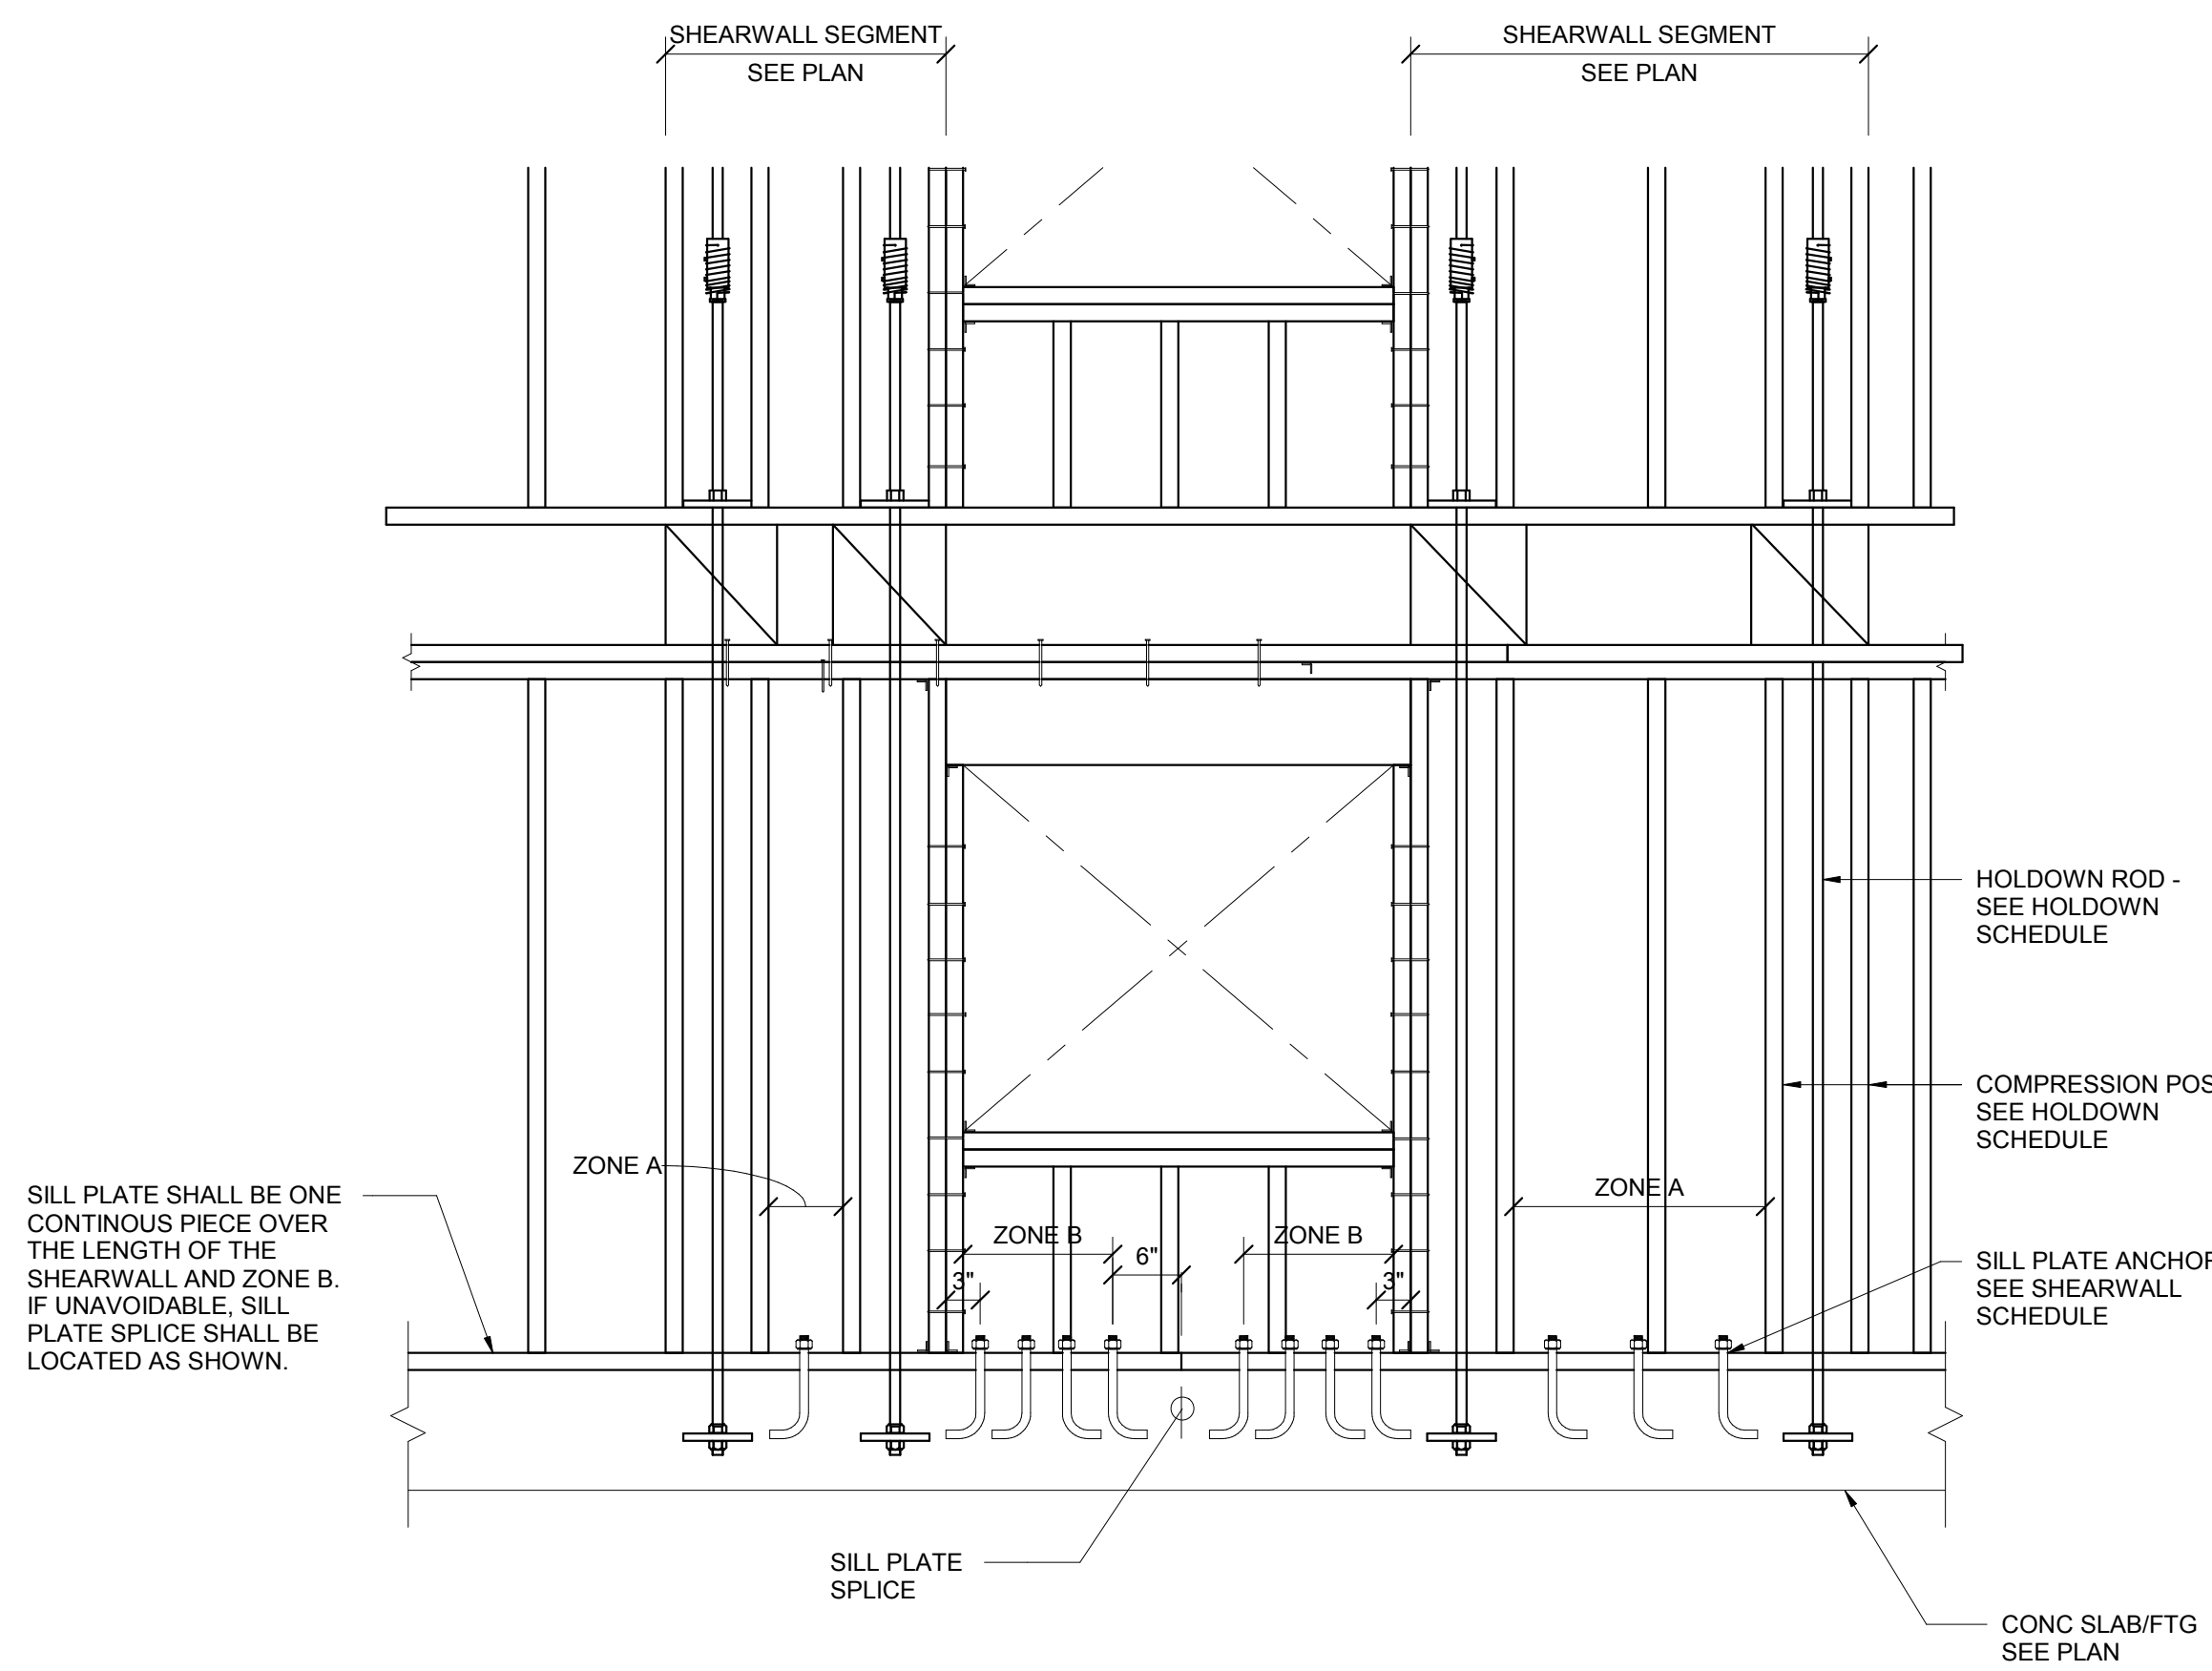 SHEARWALL SEGMENT
SEE PLAN
SHEARWALL SEGMENT
SEE PLAN
HOLDOWN ROD -
SEE HOLDOWN
SCHEDULE
COMPRESSION POS
SEE HOLDOWN
SCHEDULE
ZONE A
SILL PLATE SHALL BE ONE
CONTINOUS PIECE OVER
THE LENGTH OF THE
SHEARWALL AND ZONE B.
IF UNAVOIDABLE, SILL
PLATE SPLICE SHALL BE
LOCATED AS SHOWN.
ZONE A
ZONE B
ZONE B
6"
3"
3"
SILL PLATE ANCHOR
SEE SHEARWALL
SCHEDULE
SILL PLATE
SPLICE
CONC SLAB/FTG
SEE PLAN